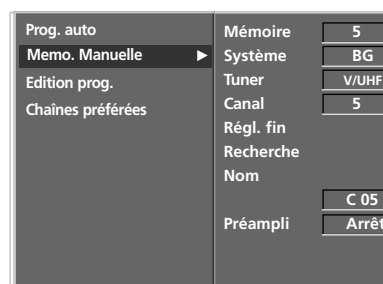 Prog. auto
Memo. Manuelle
Edition prog.
Chaînes préférées
Mémoire 5
Système BG
Tuner V/UHF
Canal 5
Régl. fin
Recherche
Nom
C 05
Préampli Arrêt